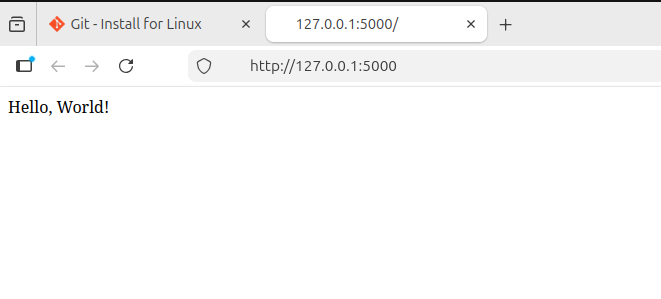 Git - Install for Linux
127.0.0.1:5000/
http://127.0.0.1:5000
Hello, World!